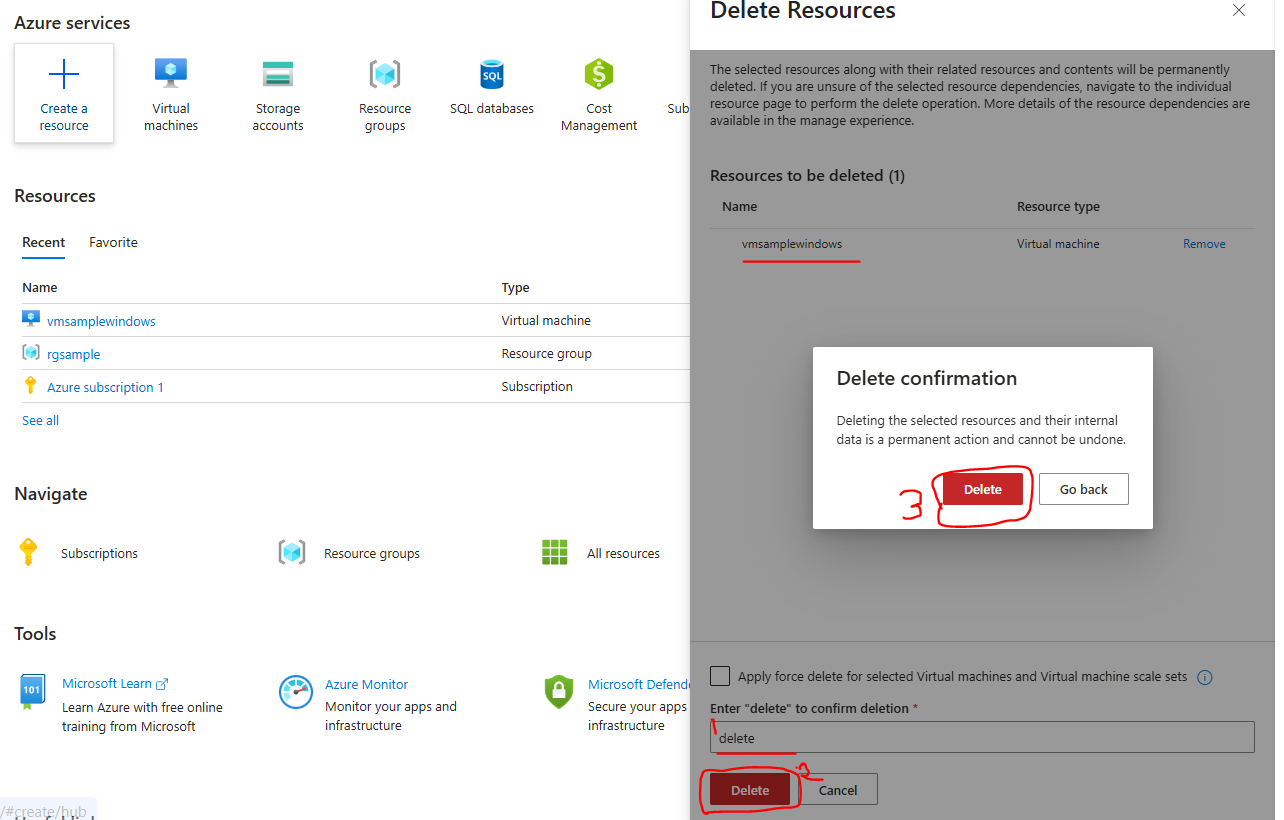 Azure services
Create a
resource
Virtual
machines
Storage
accounts
Resource
groups
SQL
SQL databases
Cost
Management
Sub
Resources
Recent
Favorite
Name
Type
vmsamplewindows
Virtual machine
rgsample
Resource group
Azure subscription 1
Subscription
See all
Navigate
Subscriptions
Resource groups
All resources
Tools
101
Microsoft Learn
Learn Azure with free online
training from Microsoft
Azure Monitor
Monitor your apps and
infrastructure
Microsoft Defende
Secure your apps
infrastructure
/#create/hub
Delete Resources
The selected resources along with their related resources and contents will be permanently
deleted. If you are unsure of the selected resource dependencies, navigate to the individual
resource page to perform the delete operation. More details of the resource dependencies are
available in the manage experience.
Resources to be deleted (1)
Name
Resource type
vmsamplewindows
Virtual machine
Remove
Delete confirmation
Deleting the selected resources and their internal
data is a permanent action and cannot be undone.
3
Delete
Go back
Apply force delete for selected Virtual machines and Virtual machine scale sets
Enter "delete" to confirm deletion *
1
delete
2
Delete
Cancel